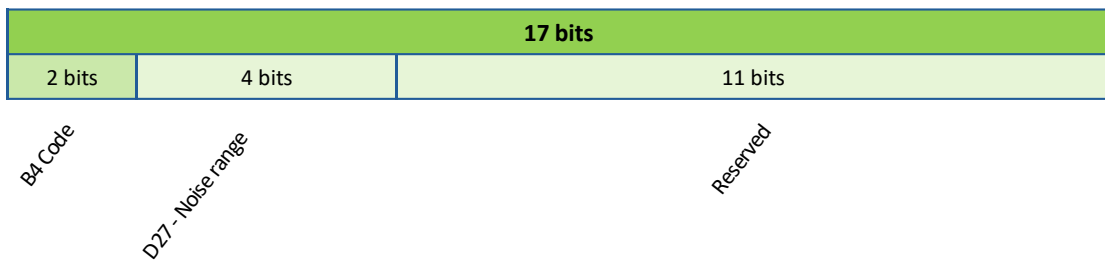 17 bits
2 bits
4 bits
11 bits
B4 Code
D27 - Noise range
Reserved